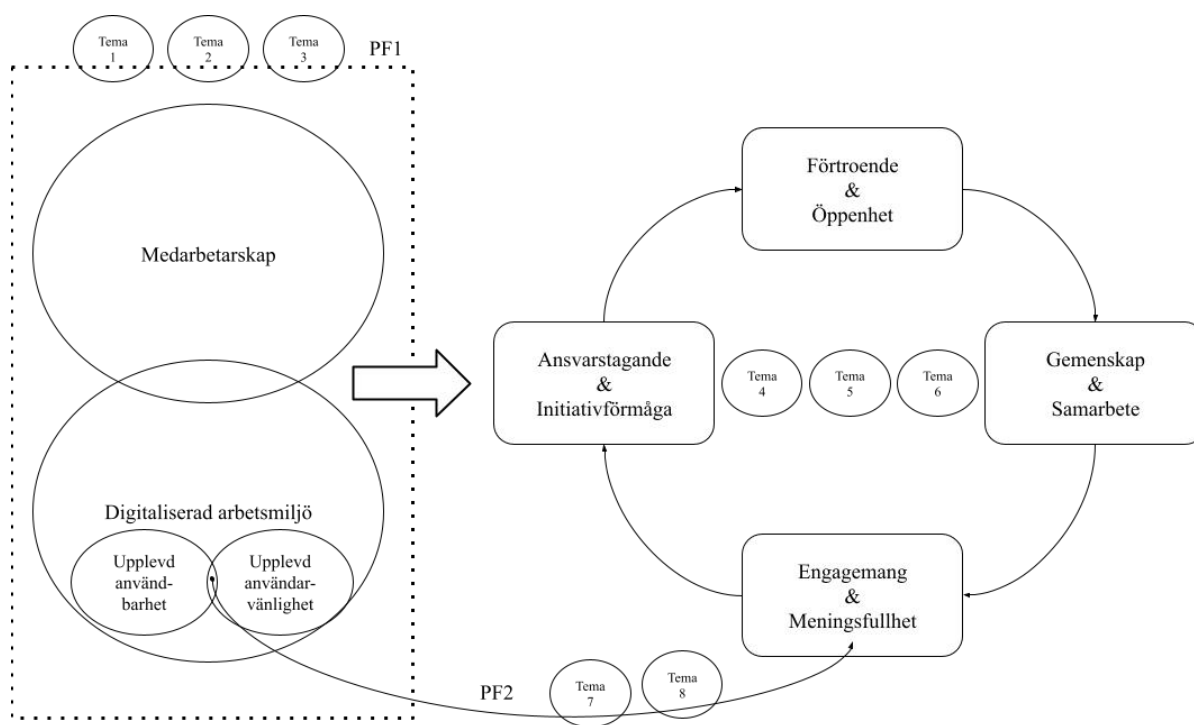 Tema
1
Tema
2
Tema
3
PF1
Medarbetarskap
Digitaliserad arbetsmiljö
Upplevd
använd-
barhet
Upplevd
användar-
vänlighet
Förtroende
&
Öppenhet
Ansvarstagande
&
Initiativförmåga
Tema
4
Tema
5
Tema
6
Gemenskap
&
Samarbete
Engagemang
&
Meningsfullhet
PF2
Tema
7
Tema
8